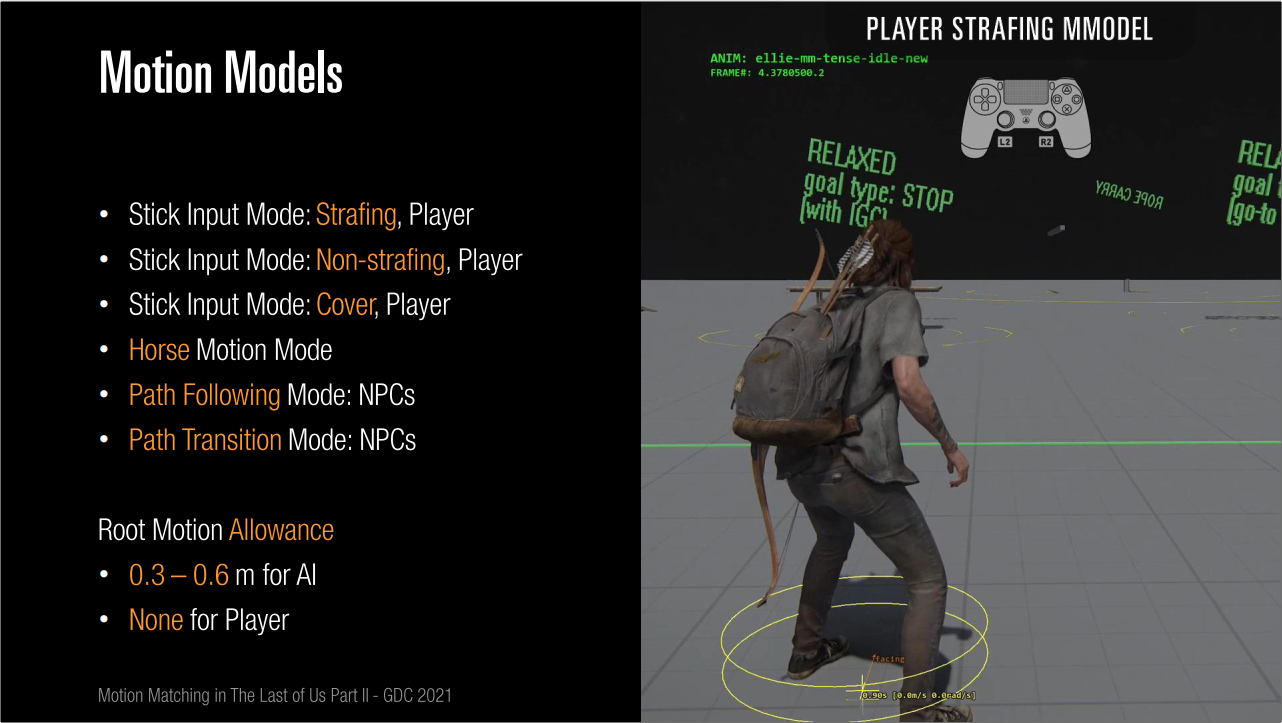 Motion Models
• Stick Input Mode: Strafing, Player
• Stick Input Mode: Non-strafing, Player
• Stick Input Mode: Cover, Player
• Horse Motion Mode
• Path Following Mode: NPCs
• Path Transition Mode: NPCs
Root Motion Allowance
• 0.3 – 0.6 m for AI
• None for Player
Motion Matching in The Last of Us Part II - GDC 2021
PLAYER STRAFING MMODEL
ANIM: ellie-mm-tense-idle-new
FRAME#: 4.3780500.2
L2 R2
RELAXED
goal type: STOP
(with IGC)
ROPE CARRY
RELA
goal t
(go-to
facing
0.90s [0.0m/s 0.0rad/s]